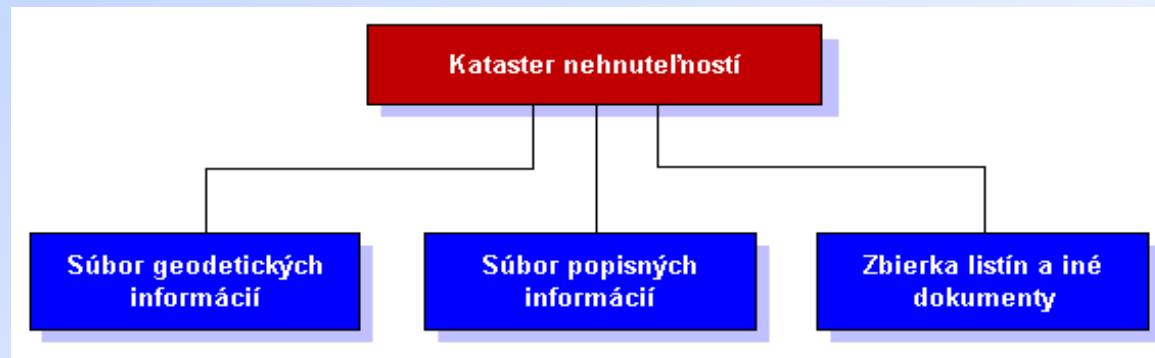 Kataster nehnuteľností
Súbor geodetických
informácií
Súbor popisných
informácií
Zbierka listín a iné
dokumenty